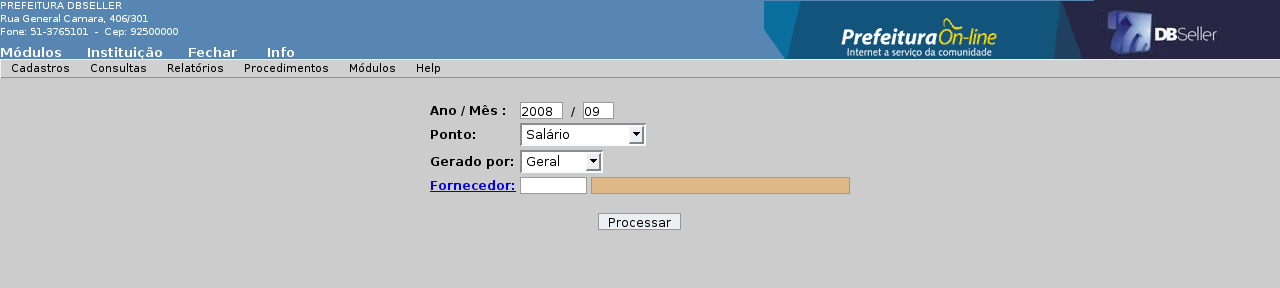 PREFEITURA DBSELLER
Rua General Camara, 406/301
Fone: 51-3765101 - Cep: 92500000
Módulos Instituição Fechar Info
Prefeitura On-line
Internet a serviço da comunidade
DBSeller
Cadastros Consultas Relatórios Procedimentos Módulos Help
Ano / Mês : 2008 / 09
Ponto: Salário
Gerado por: Geral
Fornecedor:
Processar